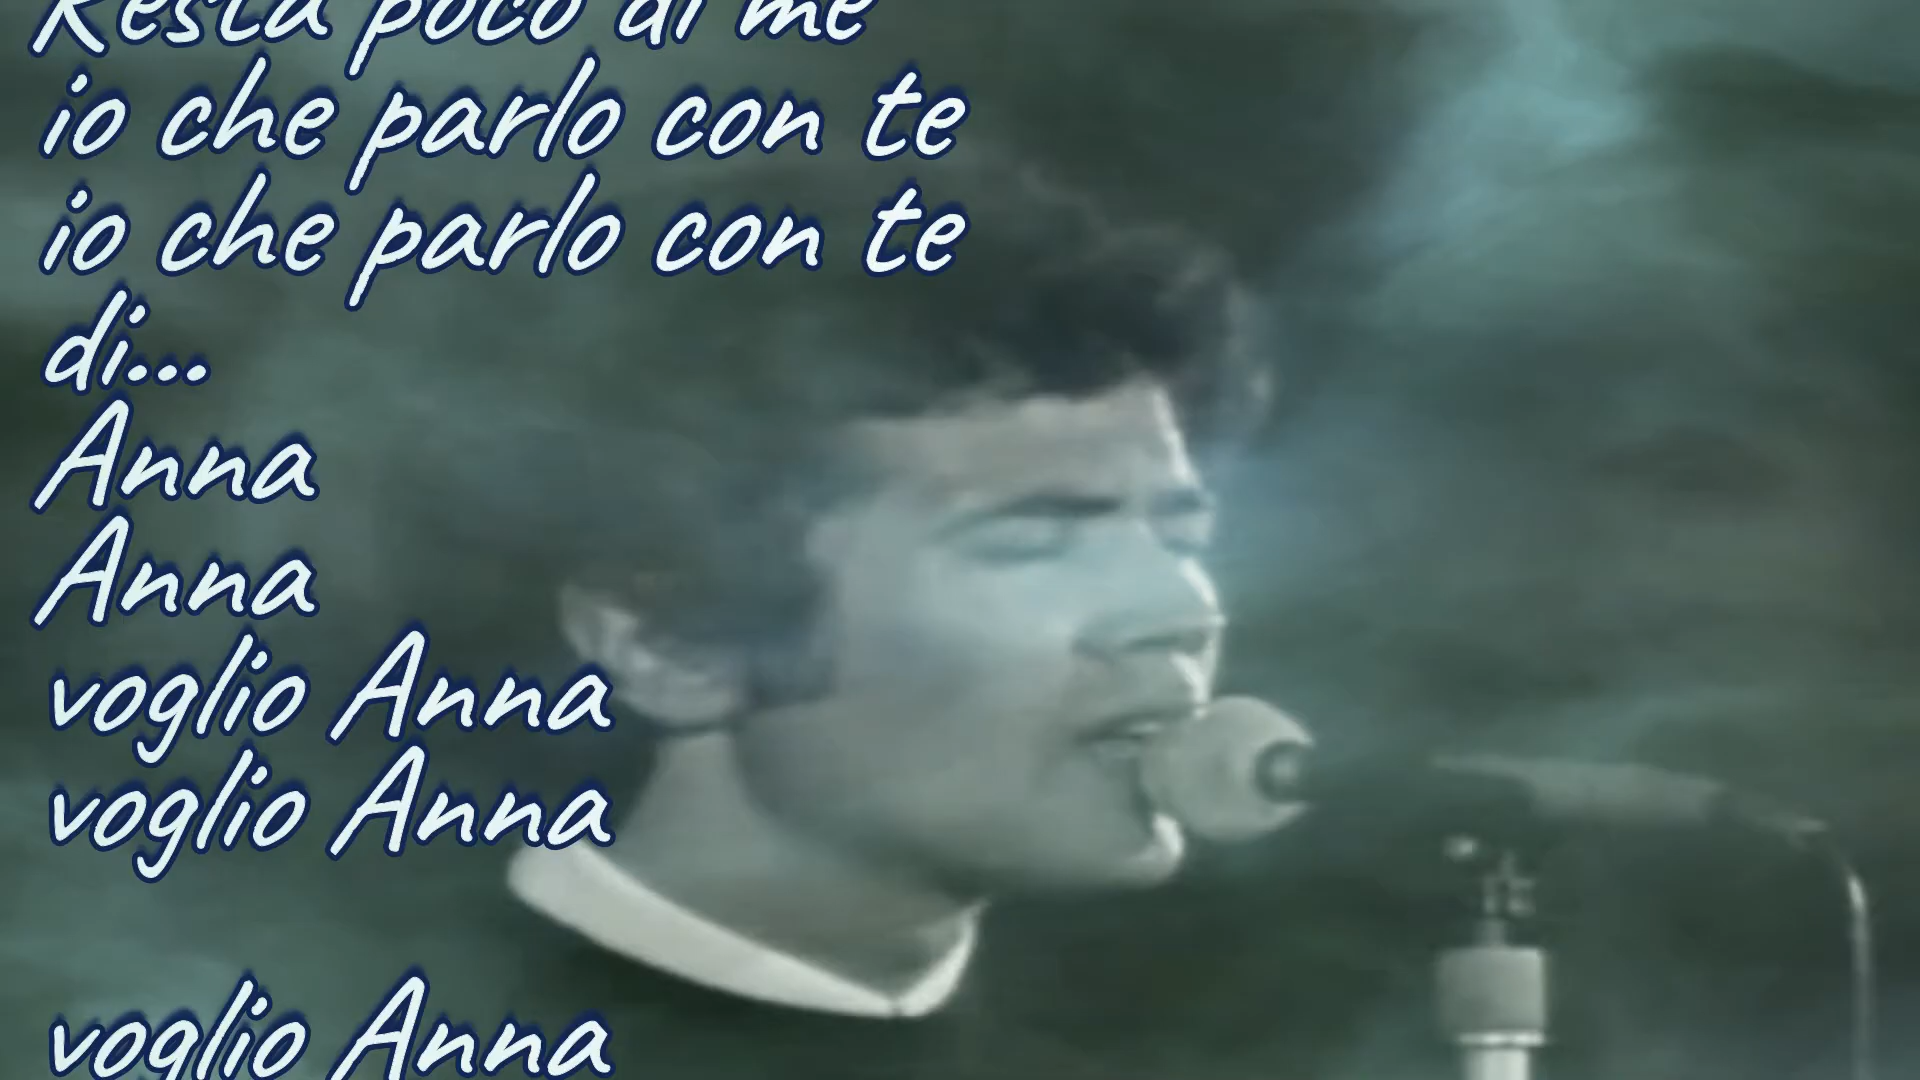 Resta poco di me
io che parlo con te
io che parlo con te
di...
Anna
Anna
voglio Anna
voglio Anna
voglio Anna